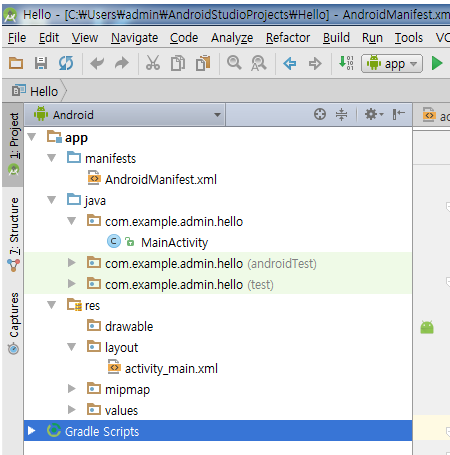 Hello - [C:₩Users₩admin₩AndroidStudioProjects₩Hello] - AndroidManifest.xm
File Edit View Navigate Code Analyze Refactor Build Run Tools VC
app
Hello
Android
ac
1: Project
7: Structure
Captures
app
manifests
AndroidManifest.xml
java
com.example.admin.hello
MainActivity
com.example.admin.hello (androidTest)
com.example.admin.hello (test)
res
drawable
layout
activity_main.xml
mipmap
values
Gradle Scripts